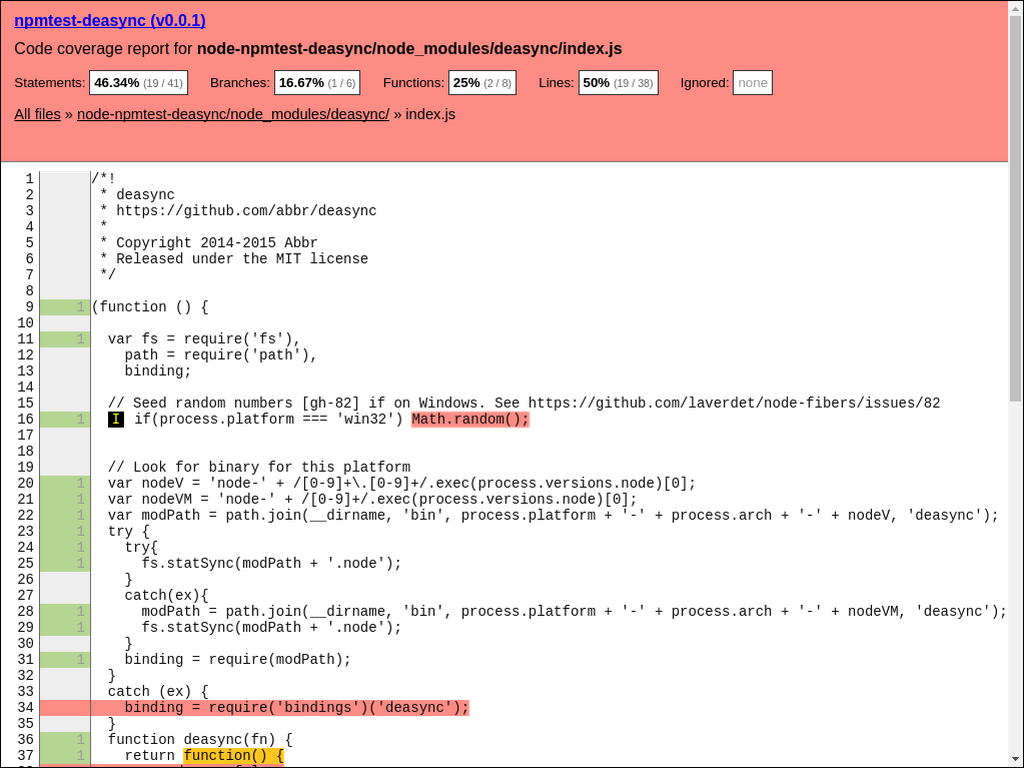 npmtest-deasync (v0.0.1)
Code coverage report for node-npmtest-deasync/node_modules/deasync/index.js
Statements: 46.34% (19 / 41) Branches: 16.67% (1 / 6) Functions: 25% (2 / 8) Lines: 50% (19 / 38) Ignored: none
All files » node-npmtest-deasync/node_modules/deasync/ » index.js
1 /*!
2  * deasync
3  * https://github.com/abbr/deasync
4  *
5  * Copyright 2014-2015 Abbr
6  * Released under the MIT license
7  */
8
9 1 (function () {
10
11 1   var fs = require('fs'),
12     path = require('path'),
13     binding;
14
15   // Seed random numbers [gh-82] if on Windows. See https://github.com/laverdet/node-fibers/issues/82
16 1   I if(process.platform === 'win32') Math.random();
17
18
19   // Look for binary for this platform
20 1   var nodeV = 'node-' + /[0-9]+\.[0-9]+/.exec(process.versions.node)[0];
21 1   var nodeVM = 'node-' + /[0-9]+/.exec(process.versions.node)[0];
22 1   var modPath = path.join(__dirname, 'bin', process.platform + '-' + process.arch + '-' + nodeV, 'deasync');
23 1   try {
24 1     try{
25 1       fs.statSync(modPath + '.node');
26     }
27     catch(ex){
28 1       modPath = path.join(__dirname, 'bin', process.platform + '-' + process.arch + '-' + nodeVM, 'deasync');
29 1       fs.statSync(modPath + '.node');
30     }
31 1     binding = require(modPath);
32   }
33   catch (ex) {
34     binding = require('bindings')('deasync');
35   }
36 1   function deasync(fn) {
37 1     return function() {